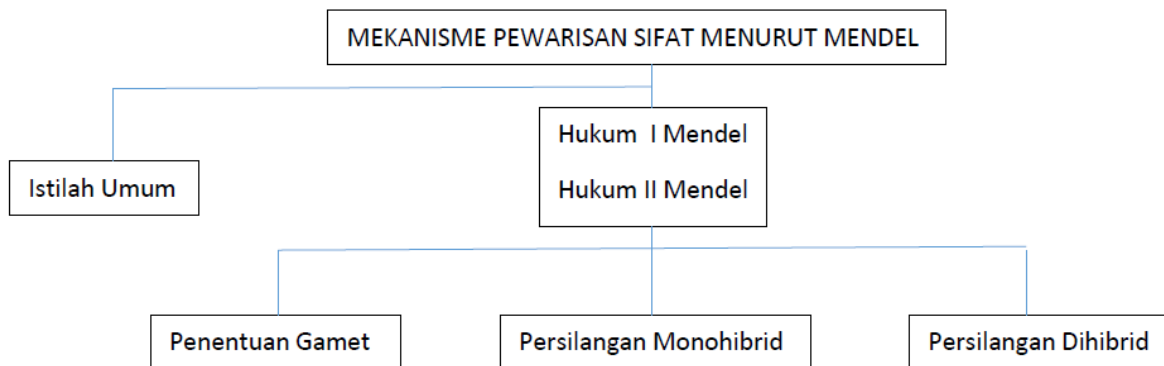 MEKANISME PEWARISAN SIFAT MENURUT MENDEL
Hukum I Mendel
Hukum II Mendel
Istilah Umum
Penentuan Gamet
Persilangan Monohibrid
Persilangan Dihibrid